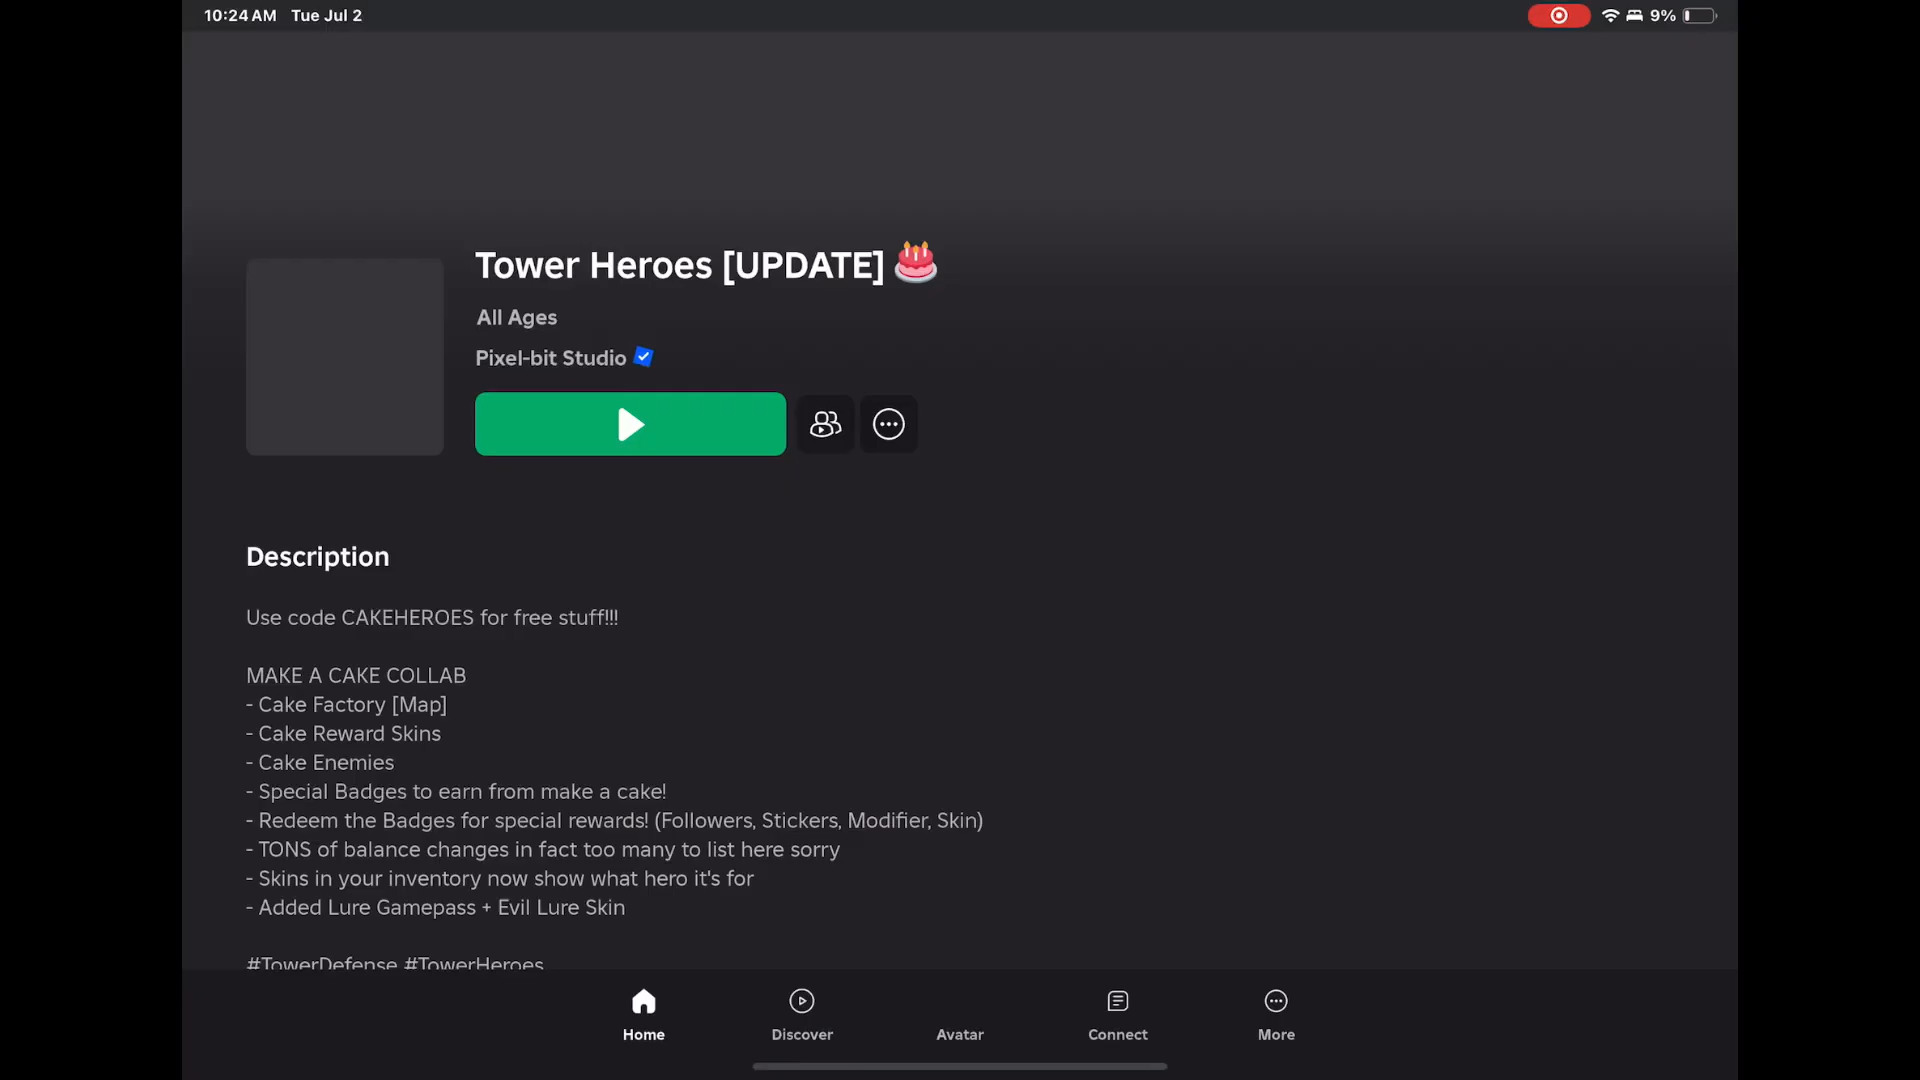 10:24 AM Tue Jul 2
9%
Tower Heroes [UPDATE] 🎂
All Ages
Pixel-bit Studio
Description
Use code CAKEHEROES for free stuff!!!
MAKE A CAKE COLLAB
- Cake Factory [Map]
- Cake Reward Skins
- Cake Enemies
- Special Badges to earn from make a cake!
- Redeem the Badges for special rewards! (Followers, Stickers, Modifier, Skin)
- TONS of balance changes in fact too many to list here sorry
- Skins in your inventory now show what hero it's for
- Added Lure Gamepass + Evil Lure Skin
#TowerDefense #TowerHeroes
Home Discover Avatar Connect More